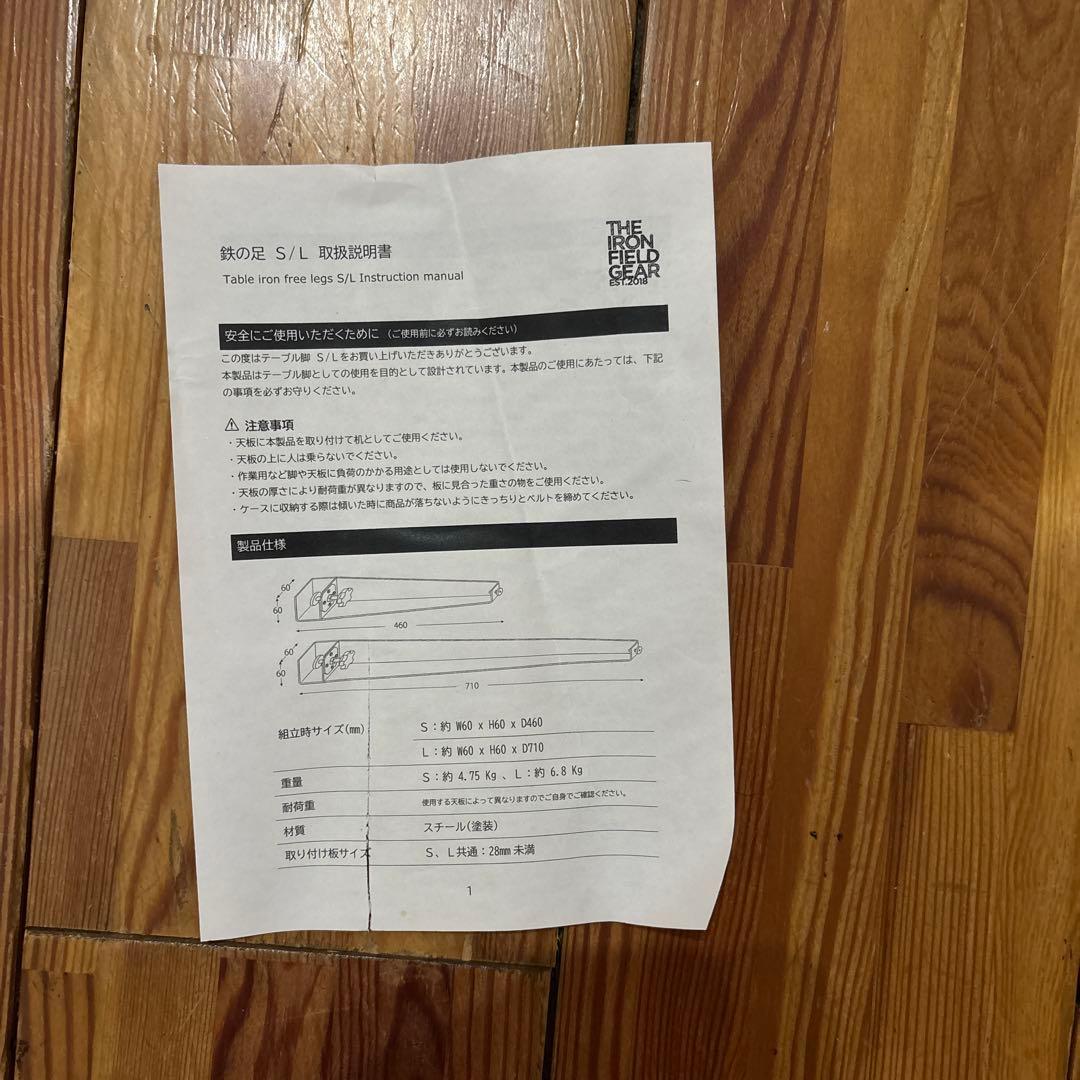 鉄の足 S/L 取扱説明書
Table iron free legs S/L Instruction manual
THE
IRON
FIELD
GEAR
EST.2018
安全にご使用いただくために (ご使用前に必ずお読みください)
この度はテーブル脚 S/Lをお買い上げいただきありがとうございます。
本製品はテーブル脚としての使用を目的として設計されています。本製品のご使用にあたっては、下記
の事項を必ずお守りください。
⚠ 注意事項
・天板に本製品を取り付けて机としてご使用ください。
・天板の上に人は乗らないでください。
・作業用など脚や天板に負荷のかかる用途としては使用しないでください。
・天板の厚さにより耐荷重が異なりますので、板に見合った重さの物をご使用ください。
・ケースに収納する際は傾いた時に商品が落ちないようにきっちりとベルトを締めてください。
製品仕様
60
60
460
60
60
710
組立時サイズ(mm) S:約 W60 x H60 x D460
L:約 W60 x H60 x D710
重量 S:約 4.75 Kg 、L:約 6.8 Kg
耐荷重 使用する天板によって異なりますのでご自身でご確認ください。
材質 スチール(塗装)
取り付け板サイズ S、L共通:28mm 未満
1